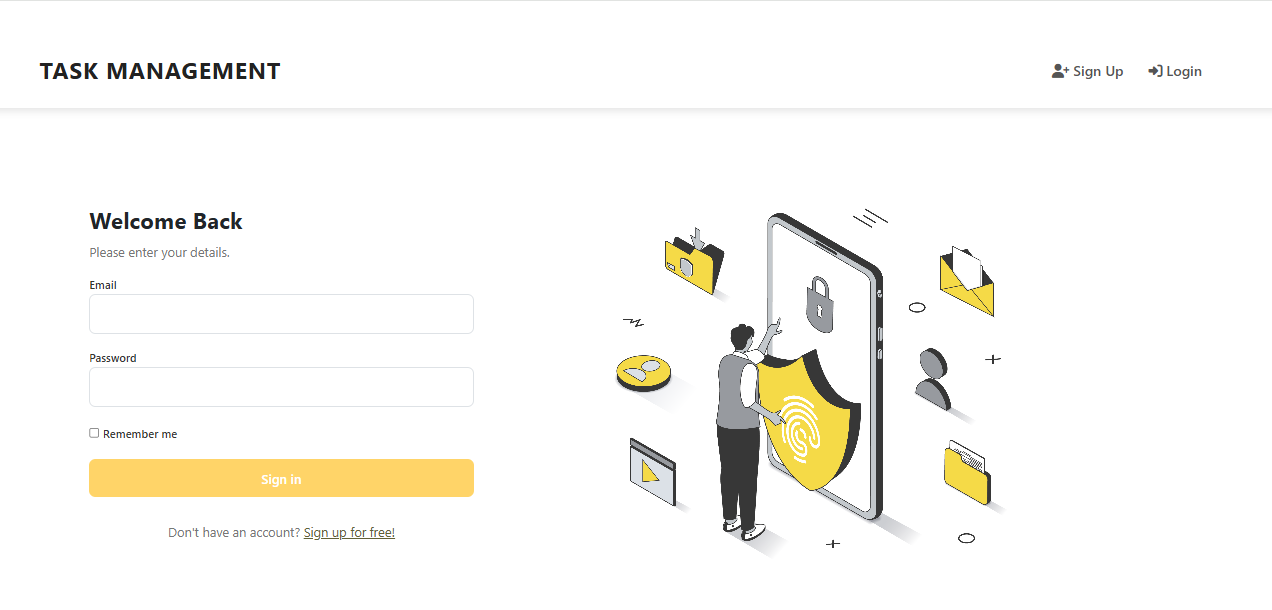 TASK MANAGEMENT
Sign Up
Login
Welcome Back
Please enter your details.
Email
Password
Remember me
Sign in
Don't have an account? Sign up for free!